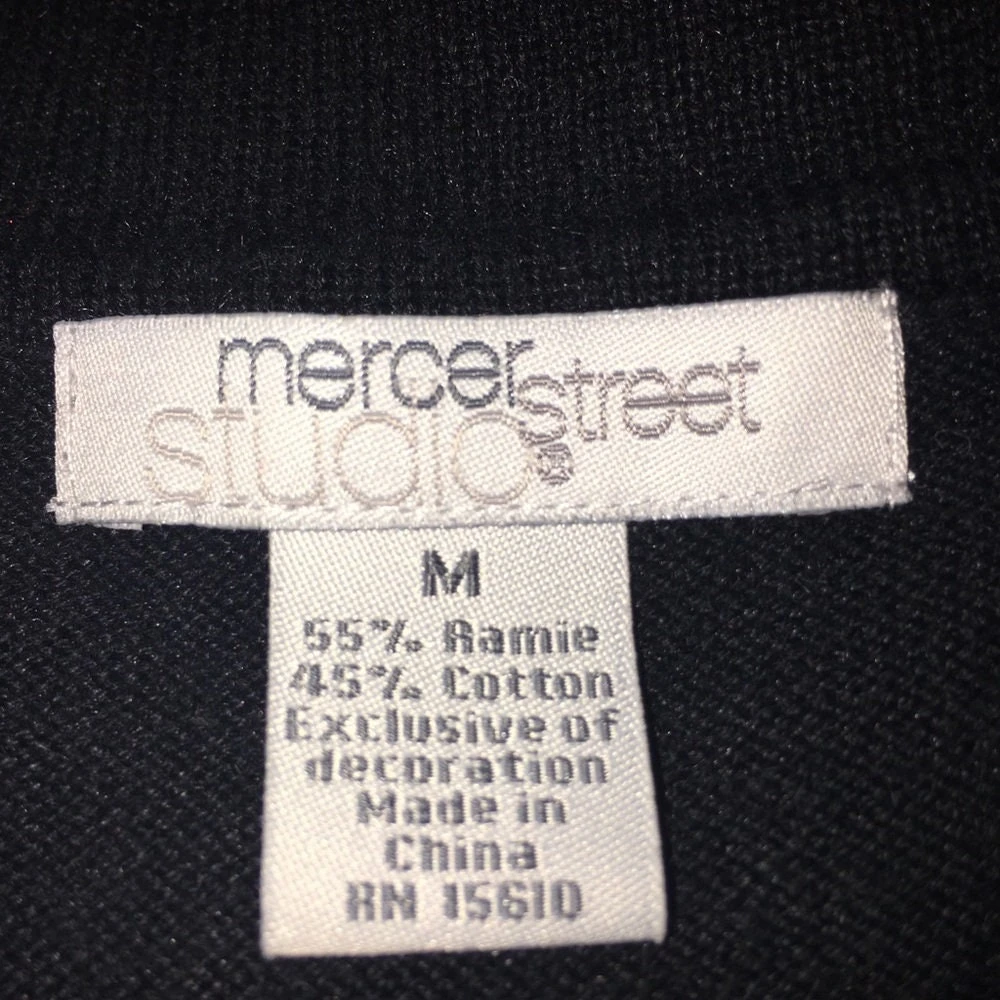 mercer street
studio ®
M
55% Ramie
45% Cotton
Exclusive of
decoration
Made in
China
RN 15610